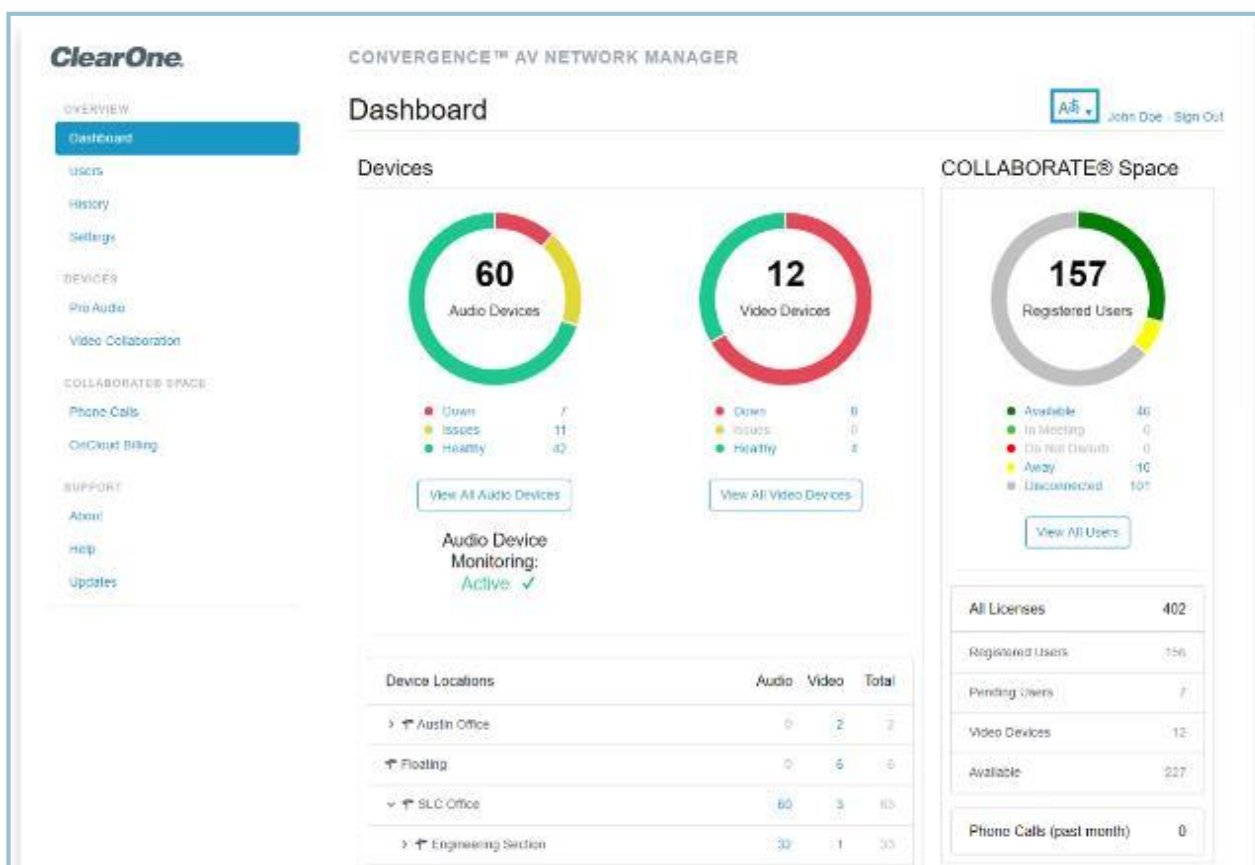 ClearOne
CONVERGENCE™ AV NETWORK MANAGER
OVERVIEW
Dashboard
Users
History
Settings
DEVICES
Pro Audio
Video Collaboration
COLLABORATE® SPACE
Phone Calls
OnCloud Billing
SUPPORT
About
Help
Updates
Dashboard
John Doe - Sign Out
Devices
60
Audio Devices
Down 7
Issues 11
Healthy 42
View All Audio Devices
Audio Device
Monitoring:
Active ✓
12
Video Devices
Down 8
Issues 0
Healthy 4
View All Video Devices
COLLABORATE® Space
157
Registered Users
Available 46
In Meeting 0
Do Not Disturb 0
Away 10
Disconnected 101
View All Users
Device Locations Audio Video Total
Austin Office 0 2 2
Floating 0 6 6
SLC Office 60 3 63
Engineering Section 32 1 33
All Licenses 402
Registered Users 156
Pending Users 7
Video Devices 12
Available 227
Phone Calls (past month) 0